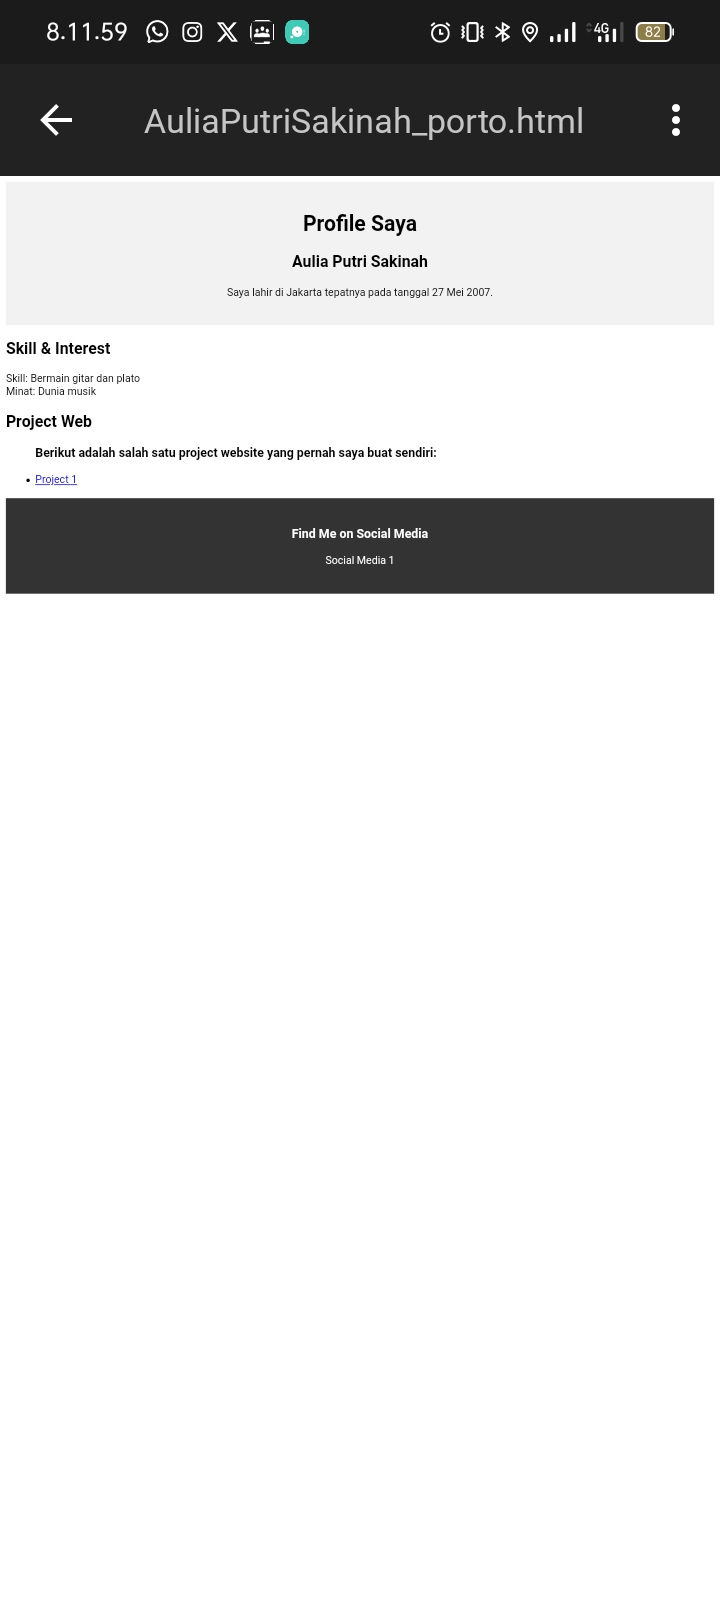 8.11.59
4G
82
AuliaPutriSakinah_porto.html
Profile Saya
Aulia Putri Sakinah
Saya lahir di Jakarta tepatnya pada tanggal 27 Mei 2007.
Skill & Interest
Skill: Bermain gitar dan plato
Minat: Dunia musik
Project Web
Berikut adalah salah satu project website yang pernah saya buat sendiri:
• Project 1
Find Me on Social Media
Social Media 1